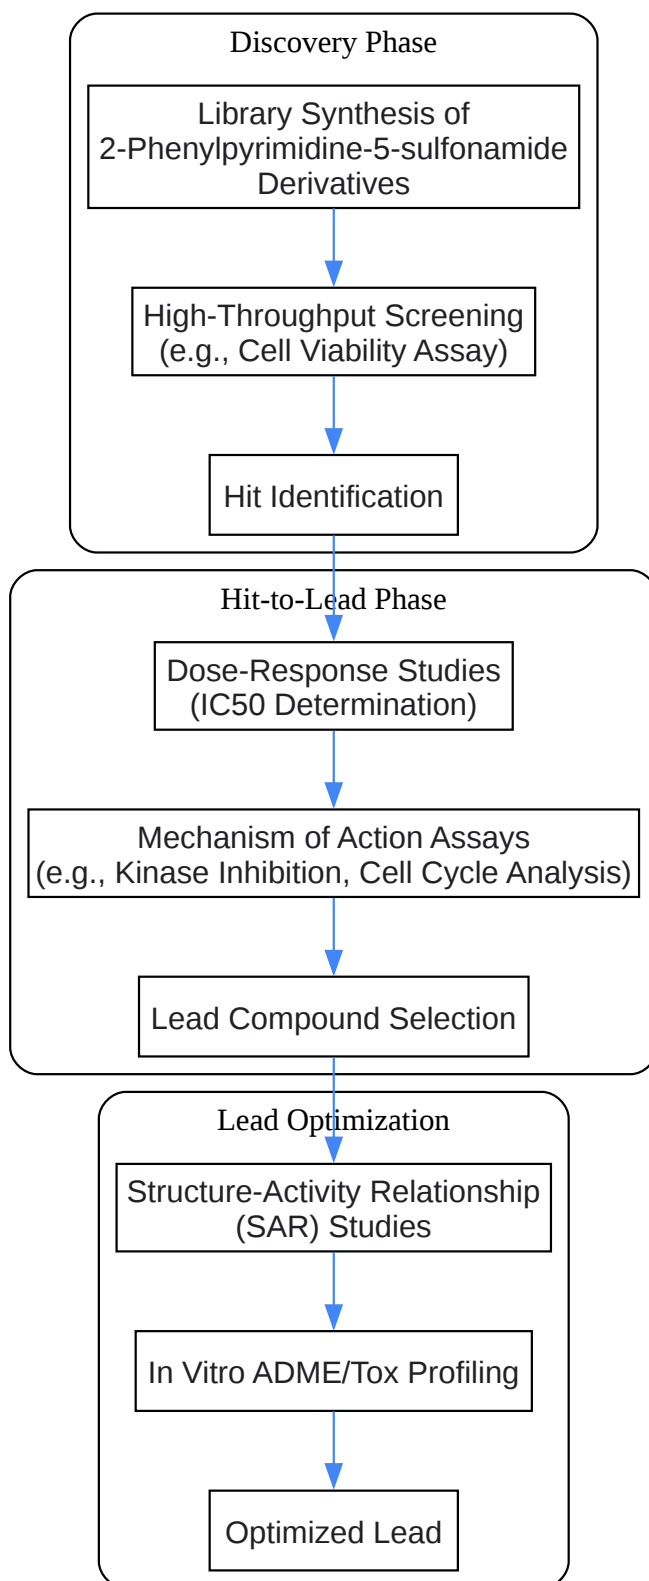 Discovery Phase
Library Synthesis of
2-Phenylpyrimidine-5-sulfonamide
Derivatives
High-Throughput Screening
(e.g., Cell Viability Assay)
Hit Identification
Hit-to-Lead Phase
Dose-Response Studies
(IC50 Determination)
Mechanism of Action Assays
(e.g., Kinase Inhibition, Cell Cycle Analysis)
Lead Compound Selection
Lead Optimization
Structure-Activity Relationship
(SAR) Studies
In Vitro ADME/Tox Profiling
Optimized Lead